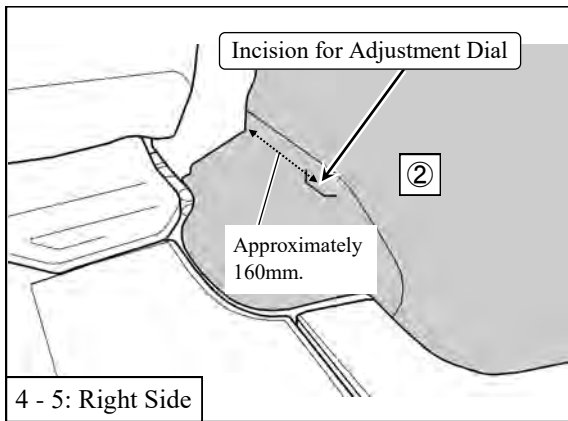 Incision for Adjustment Dial
②
Approximately
160mm.
4 - 5: Right Side